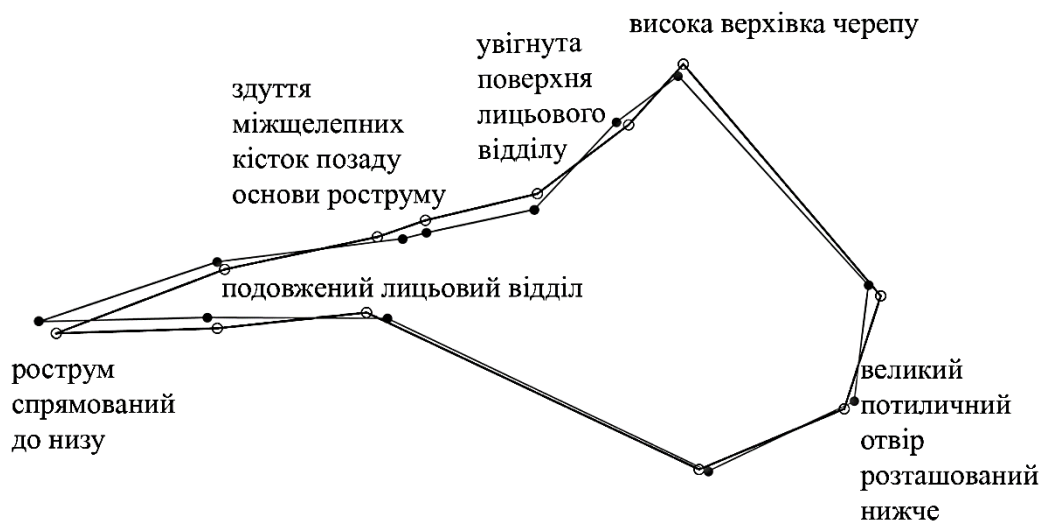 висока верхівка черепу
увігнута
поверхня
лицьового
відділу
здуття
міжщелепних
кісток позаду
основи роструму
подовжений лицьовий відділ
рострум
спрямований
до низу
великий
потиличний
отвір
розташований
нижче